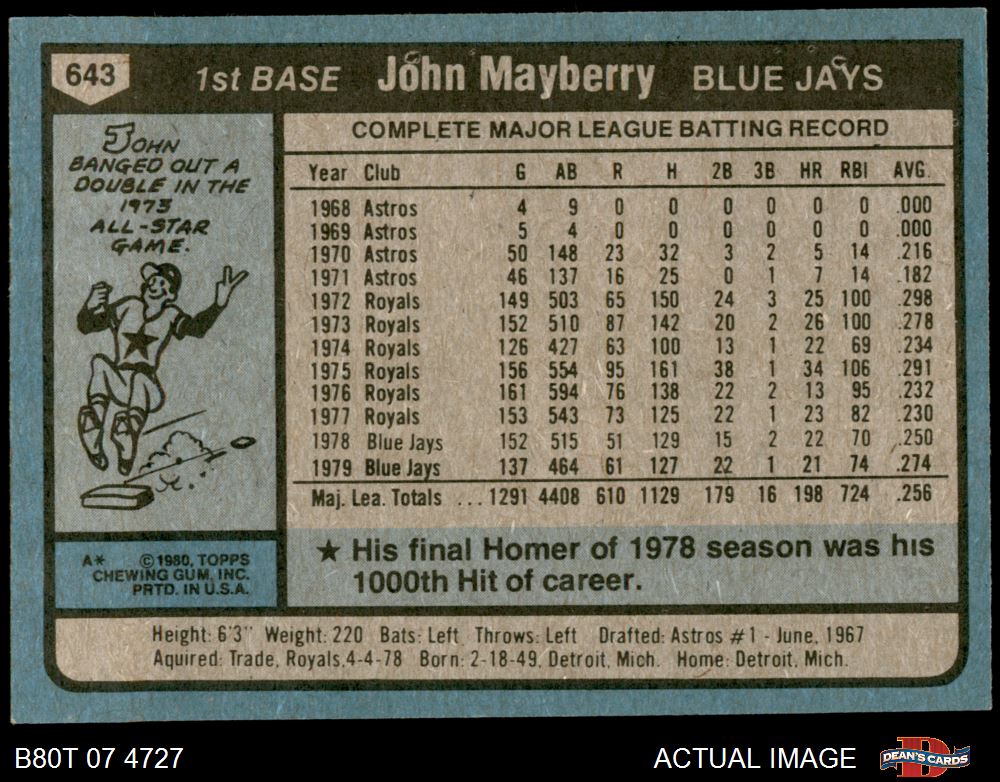 643 1st BASE John Mayberry BLUE JAYS
JOHN
BANGED OUT A
DOUBLE IN THE
1973
ALL-STAR
GAME.
COMPLETE MAJOR LEAGUE BATTING RECORD
Year Club G AB R H 2B 3B HR RBI AVG.
1968 Astros 4 9 0 0 0 0 0 0 .000
1969 Astros 5 4 0 0 0 0 0 0 .000
1970 Astros 50 148 23 32 3 2 5 14 .216
1971 Astros 46 137 16 25 0 1 7 14 .182
1972 Royals 149 503 65 150 24 3 25 100 .298
1973 Royals 152 510 87 142 20 2 26 100 .278
1974 Royals 126 427 63 100 13 1 22 69 .234
1975 Royals 156 554 95 161 38 1 34 106 .291
1976 Royals 161 594 76 138 22 2 13 95 .232
1977 Royals 153 543 73 125 22 1 23 82 .230
1978 Blue Jays 152 515 51 129 15 2 22 70 .250
1979 Blue Jays 137 464 61 127 22 1 21 74 .274
Maj. Lea. Totals ... 1291 4408 610 1129 179 16 198 724 .256
★ His final Homer of 1978 season was his
1000th Hit of career.
A* ©1980, TOPPS
CHEWING GUM, INC.
PRTD. IN U.S.A.
Height: 6'3" Weight: 220 Bats: Left Throws: Left Drafted: Astros #1 - June, 1967
Aquired: Trade, Royals, 4-4-78 Born: 2-18-49, Detroit, Mich. Home: Detroit, Mich.
B80T 07 4727 ACTUAL IMAGE DEAN'S CARDS